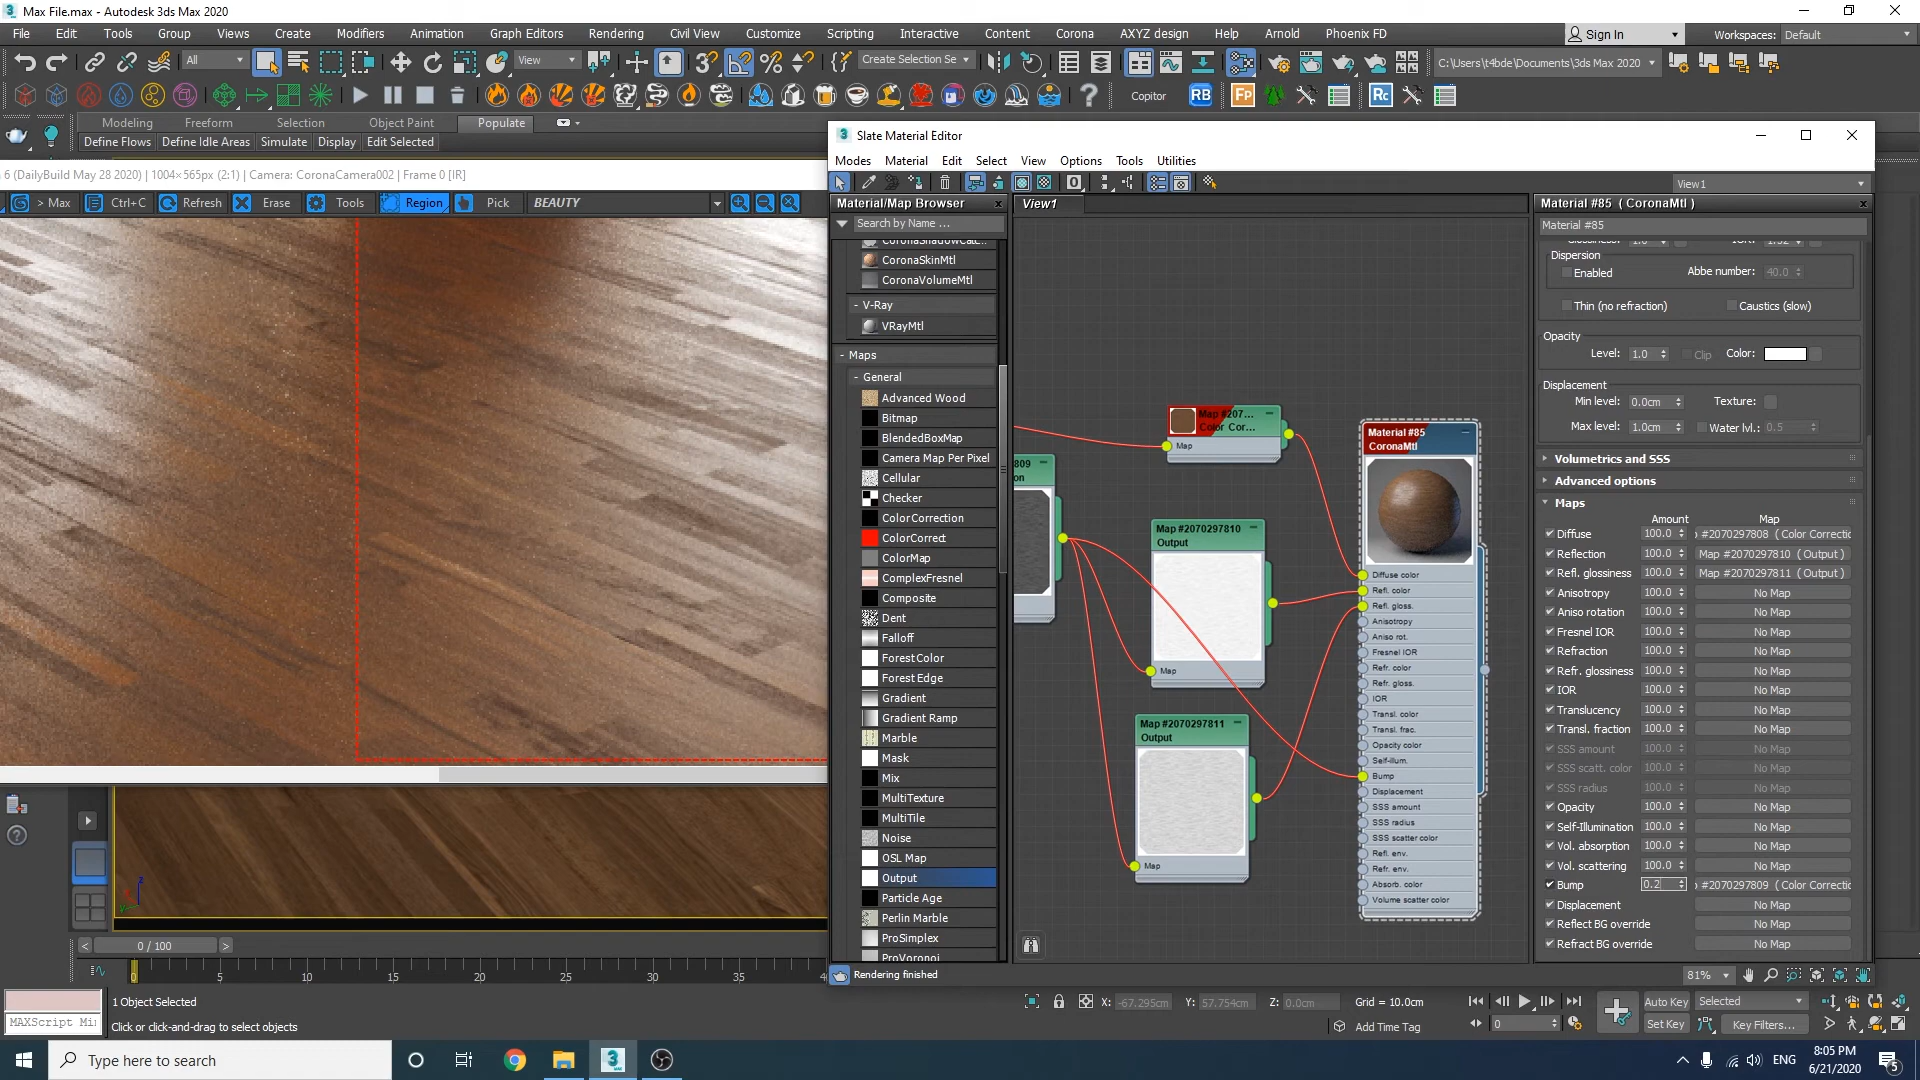 Max File.max - Autodesk 3ds Max 2020
File Edit Tools Group Views Create Modifiers Animation Graph Editors Rendering Civil View Customize Scripting Interactive Content Corona AXYZ design Help Arnold Phoenix FD
Sign In
Workspaces: Default
All
View
Create Selection Se
C:\Users\t4bde\Documents\3ds Max 2020
Copitor
RB
FP
Rc
Modeling Freeform Selection Object Paint Populate
Define Flows Define Idle Areas Simulate Display Edit Selected
6 (DailyBuild May 28 2020) | 1004×565px (2:1) | Camera: CoronaCamera002 | Frame 0 [IR]
> Max Ctrl+C Refresh Erase Tools Region Pick BEAUTY
Slate Material Editor
Modes Material Edit Select View Options Tools Utilities
View1
Material/Map Browser
Search by Name ...
CoronaShadowCatc...
CoronaSkinMtl
CoronaVolumeMtl
- V-Ray
VRayMtl
- Maps
- General
Advanced Wood
Bitmap
BlendedBoxMap
Camera Map Per Pixel
Cellular
Checker
ColorCorrection
ColorCorrect
ColorMap
ComplexFresnel
Composite
Dent
Falloff
ForestColor
Forest Edge
Gradient
Gradient Ramp
Marble
Mask
Mix
MultiTexture
MultiTile
Noise
OSL Map
Output
Particle Age
Perlin Marble
ProSimplex
ProVoronoi
View1
809
on
Map #207...
Color Cor...
Map
Map #2070297810
Output
Map
Map #2070297811
Output
Map
Material #85
CoronaMtl
Diffuse color
Refl. color
Refl. gloss.
Anisotropy
Aniso rot.
Fresnel IOR
Refr. color
Refr. gloss.
IOR
Transl. color
Transl. frac.
Opacity color
Self-illum.
Bump
Displacement
SSS amount
SSS radius
SSS scatter color
Refl. env.
Refr. env.
Absorb. color
Volume scatter color
Material #85 ( CoronaMtl )
Material #85
Glossiness: 1.0 IOR: 1.52
Dispersion
Enabled Abbe number: 40.0
Thin (no refraction) Caustics (slow)
Opacity
Level: 1.0 Clip Color:
Displacement
Min level: 0.0cm Texture:
Max level: 1.0cm Water lvl.: 0.5
Volumetrics and SSS
Advanced options
Maps
Amount Map
Diffuse 100.0 #2070297808 ( Color Correctio
Reflection 100.0 Map #2070297810 ( Output )
Refl. glossiness 100.0 Map #2070297811 ( Output )
Anisotropy 100.0 No Map
Aniso rotation 100.0 No Map
Fresnel IOR 100.0 No Map
Refraction 100.0 No Map
Refr. glossiness 100.0 No Map
IOR 100.0 No Map
Translucency 100.0 No Map
Transl. fraction 100.0 No Map
SSS amount 100.0 No Map
SSS scatt. color 100.0 No Map
SSS radius 100.0 No Map
Opacity 100.0 No Map
Self-Illumination 100.0 No Map
Vol. absorption 100.0 No Map
Vol. scattering 100.0 No Map
Bump 0.2 #2070297809 ( Color Correctio
Displacement No Map
Reflect BG override No Map
Refract BG override No Map
Rendering finished
81%
0 / 100
0 5 10 15 20 25 30 35
1 Object Selected
MAXScript Mi
Click or click-and-drag to select objects
X: -67.295cm Y: 57.754cm Z: 0.0cm Grid = 10.0cm
Add Time Tag
0
Auto Key Selected
Set Key Key Filters...
Type here to search
ENG
8:05 PM
6/21/2020
5